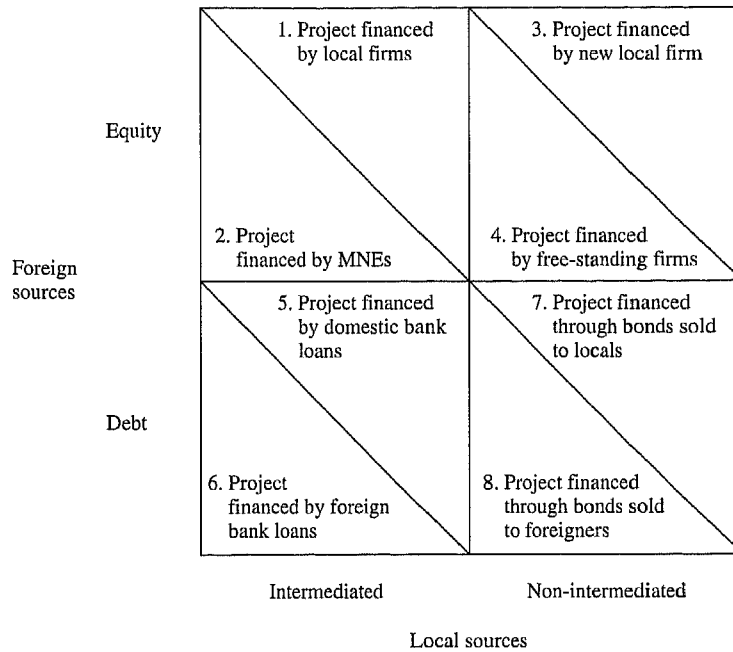 1. Project financed
by local firms
3. Project financed
by new local firm
Equity
2. Project
financed by MNEs
4. Project financed
by free-standing firms
Foreign
sources
5. Project financed
by domestic bank
loans
7. Project financed
through bonds sold
to locals
Debt
6. Project
financed by foreign
bank loans
8. Project financed
through bonds sold
to foreigners
Intermediated
Non-intermediated
Local sources